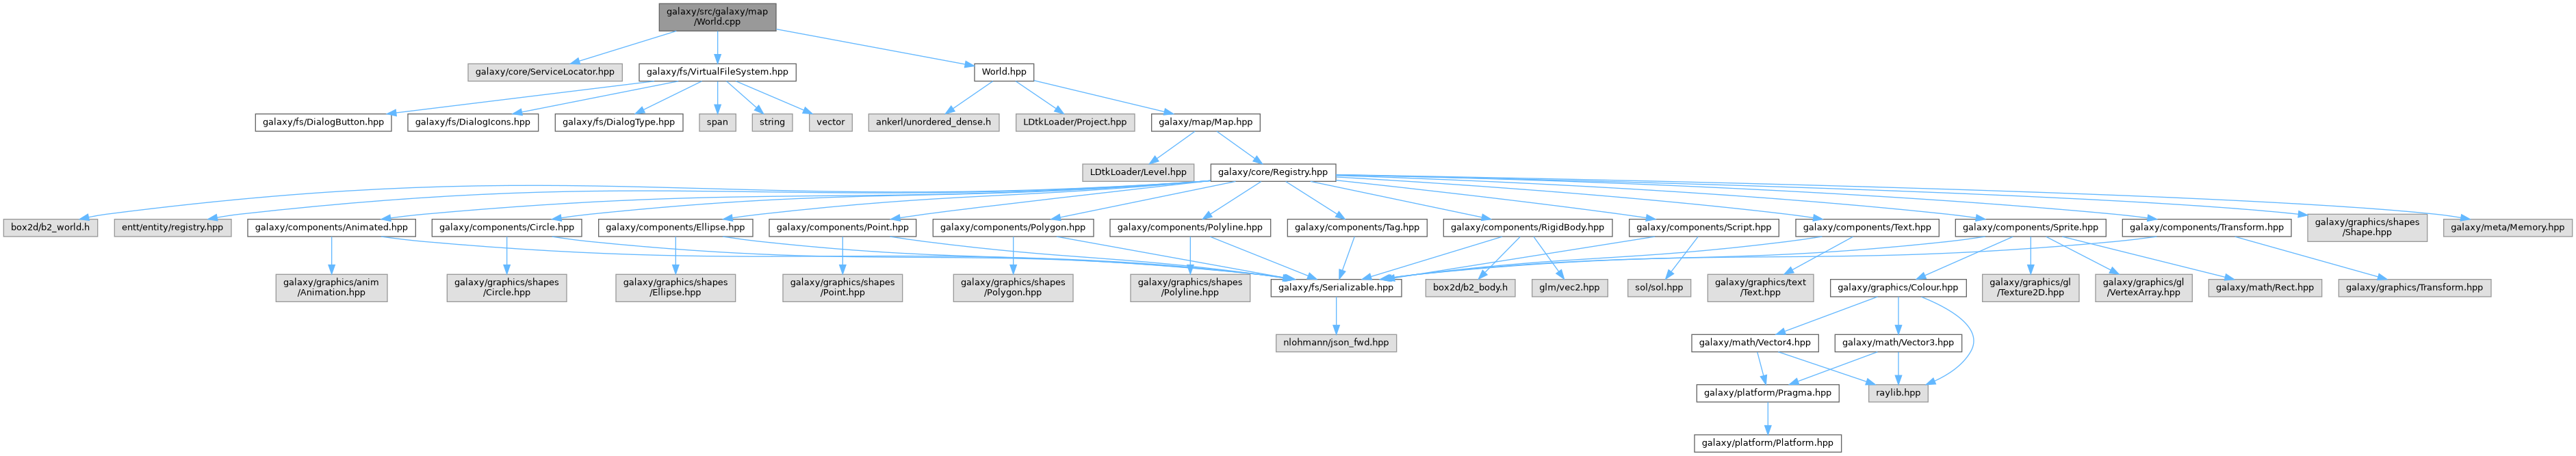 galaxy/src/galaxy/map
/World.cpp
galaxy/core/ServiceLocator.hpp
galaxy/fs/VirtualFileSystem.hpp
World.hpp
galaxy/fs/DialogButton.hpp
galaxy/fs/DialogIcons.hpp
galaxy/fs/DialogType.hpp
span
string
vector
ankerl/unordered_dense.h
LDtkLoader/Project.hpp
galaxy/map/Map.hpp
LDtkLoader/Level.hpp
galaxy/core/Registry.hpp
box2d/b2_world.h
entt/entity/registry.hpp
galaxy/components/Animated.hpp
galaxy/components/Circle.hpp
galaxy/components/Ellipse.hpp
galaxy/components/Point.hpp
galaxy/components/Polygon.hpp
galaxy/components/Polyline.hpp
galaxy/components/Tag.hpp
galaxy/components/RigidBody.hpp
galaxy/components/Script.hpp
galaxy/components/Text.hpp
galaxy/components/Sprite.hpp
galaxy/components/Transform.hpp
galaxy/graphics/shapes
/Shape.hpp
galaxy/meta/Memory.hpp
galaxy/graphics/anim
/Animation.hpp
galaxy/graphics/shapes
/Circle.hpp
galaxy/graphics/shapes
/Ellipse.hpp
galaxy/graphics/shapes
/Point.hpp
galaxy/graphics/shapes
/Polygon.hpp
galaxy/graphics/shapes
/Polyline.hpp
galaxy/fs/Serializable.hpp
box2d/b2_body.h
glm/vec2.hpp
sol/sol.hpp
galaxy/graphics/text
/Text.hpp
galaxy/graphics/Colour.hpp
galaxy/graphics/gl
/Texture2D.hpp
galaxy/graphics/gl
/VertexArray.hpp
galaxy/math/Rect.hpp
galaxy/graphics/Transform.hpp
nlohmann/json_fwd.hpp
galaxy/math/Vector4.hpp
galaxy/math/Vector3.hpp
galaxy/platform/Pragma.hpp
raylib.hpp
galaxy/platform/Platform.hpp